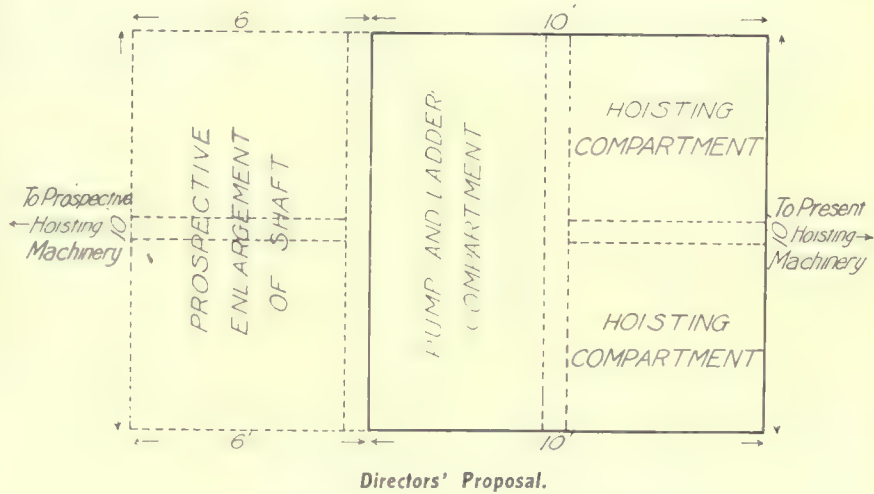 6
10'
HOISTING
COMPARTMENT
PROSPECTIVE
ENLARGEMENT
OF SHAFT
PUMP AND LADDER
COMPARTMENT
To Prospective
Hoisting
Machinery
10
To Present
Hoisting
Machinery
10
HOISTING
COMPARTMENT
6'
10'
Directors' Proposal.